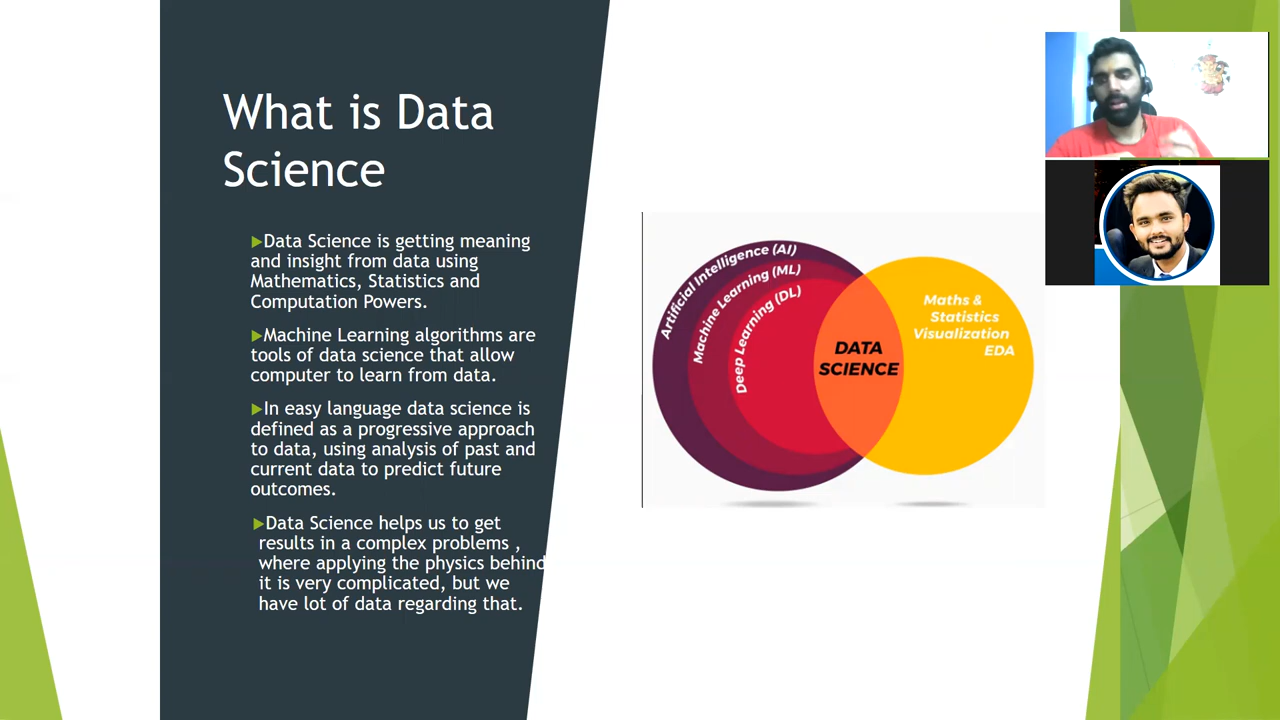 What is Data
Science
Data Science is getting meaning
and insight from data using
Mathematics, Statistics and
Computation Powers.
Machine Learning algorithms are
tools of data science that allow
computer to learn from data.
In easy language data science is
defined as a progressive approach
to data, using analysis of past and
current data to predict future
outcomes.
Data Science helps us to get
results in a complex problems ,
where applying the physics behind
it is very complicated, but we
have lot of data regarding that.
Artificial Intelligence (AI)
Machine Learning (ML)
Deep Learning (DL)
DATA
SCIENCE
Maths &
Statistics
Visualization
EDA